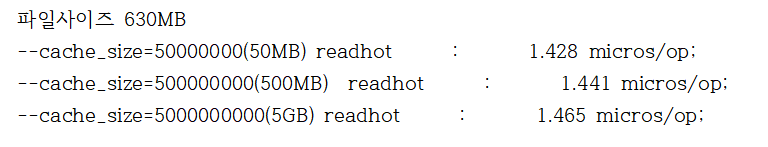 파일사이즈 630MB
--cache_size=50000000(50MB) readhot : 1.428 micros/op;
--cache_size=500000000(500MB) readhot : 1.441 micros/op;
--cache_size=5000000000(5GB) readhot : 1.465 micros/op;